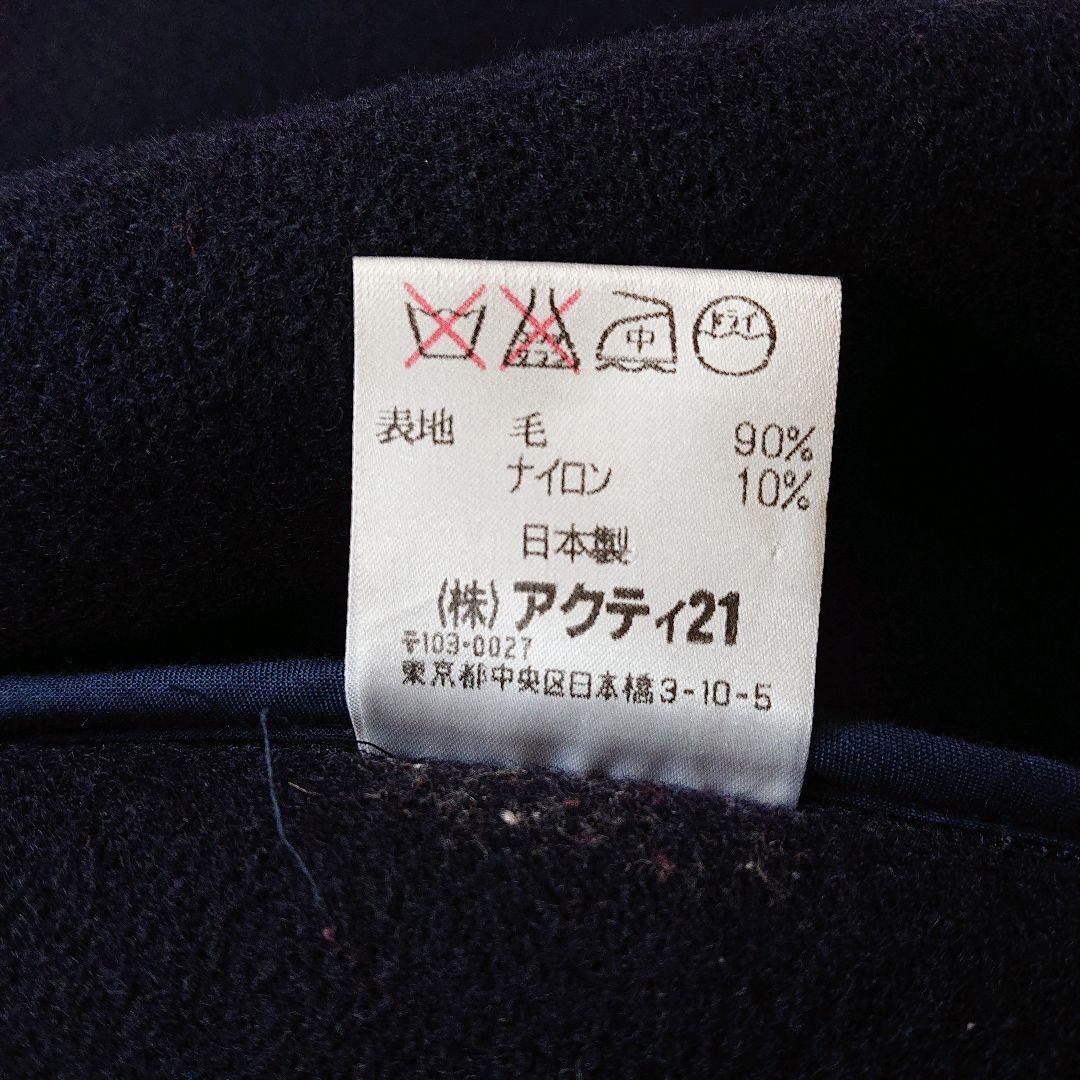 中 ドライ
表地 毛 90%
ナイロン 10%
日本製
(株) アクティ21
〒103-0027
東京都中央区日本橋3-10-5